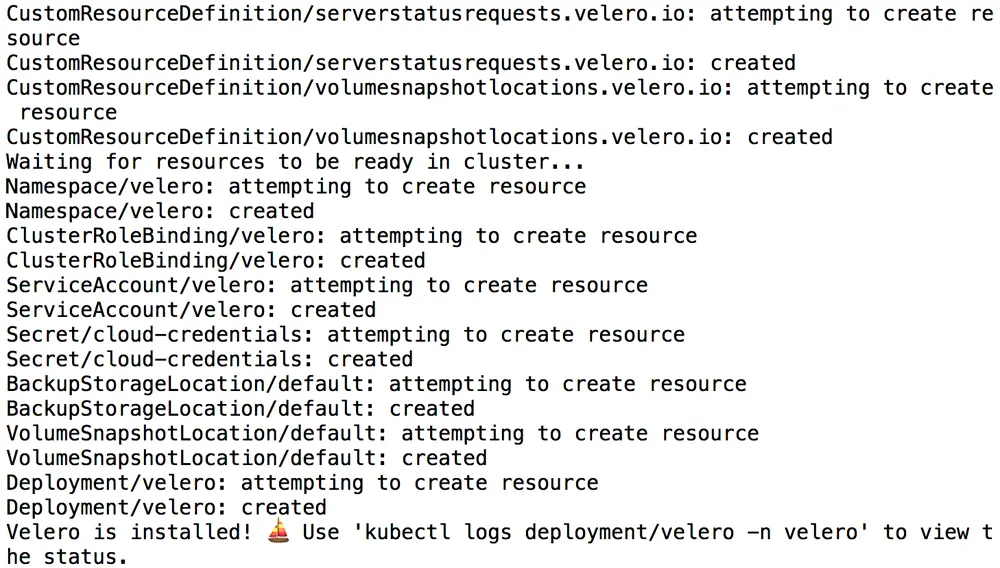 CustomResourceDefinition/serverstatusrequests.velero.io: attempting to create re
source
CustomResourceDefinition/serverstatusrequests.velero.io: created
CustomResourceDefinition/volumesnapshotlocations.velero.io: attempting to create
 resource
CustomResourceDefinition/volumesnapshotlocations.velero.io: created
Waiting for resources to be ready in cluster...
Namespace/velero: attempting to create resource
Namespace/velero: created
ClusterRoleBinding/velero: attempting to create resource
ClusterRoleBinding/velero: created
ServiceAccount/velero: attempting to create resource
ServiceAccount/velero: created
Secret/cloud-credentials: attempting to create resource
Secret/cloud-credentials: created
BackupStorageLocation/default: attempting to create resource
BackupStorageLocation/default: created
VolumeSnapshotLocation/default: attempting to create resource
VolumeSnapshotLocation/default: created
Deployment/velero: attempting to create resource
Deployment/velero: created
Velero is installed! ⛵ Use 'kubectl logs deployment/velero -n velero' to view t
he status.